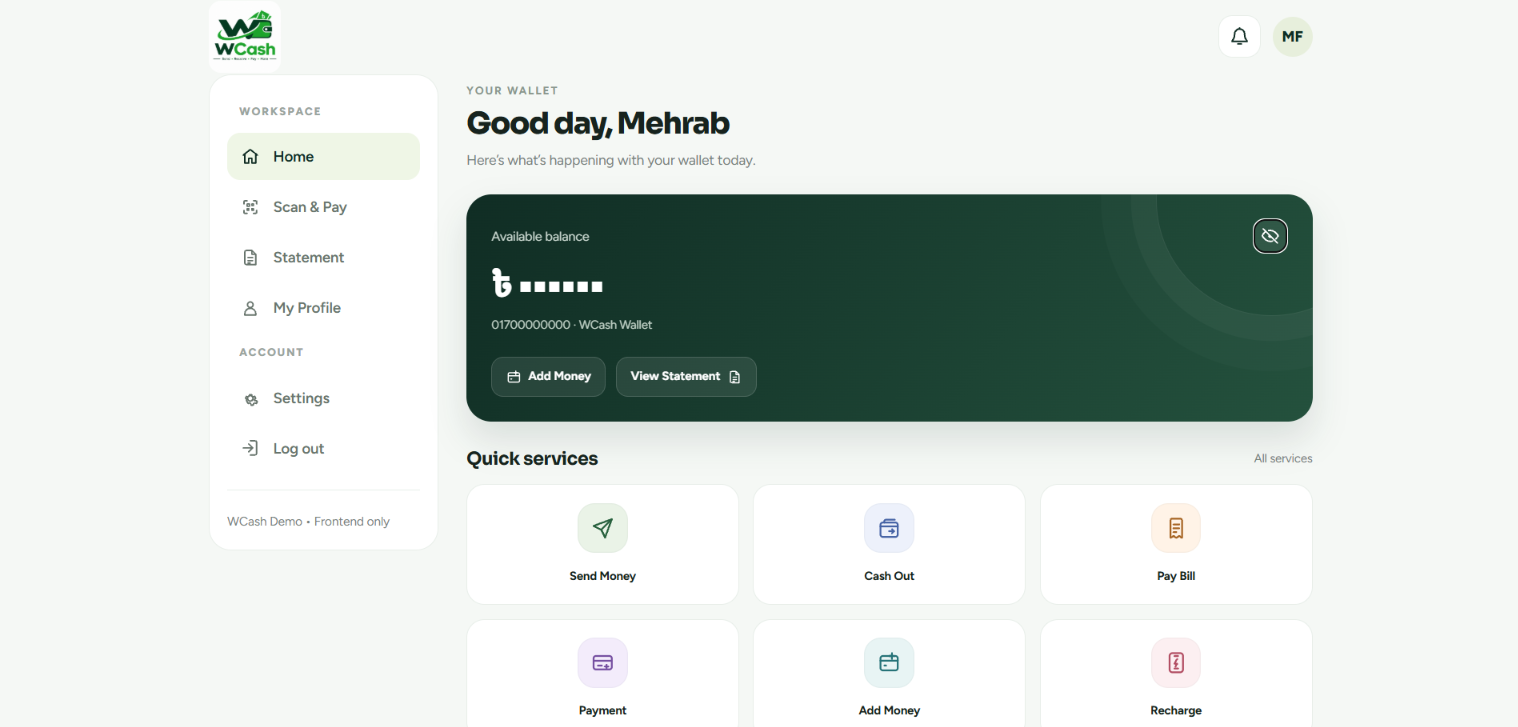 WCash
MF
WORKSPACE
Home
Scan & Pay
Statement
My Profile
ACCOUNT
Settings
Log out
WCash Demo • Frontend only
YOUR WALLET
Good day, Mehrab
Here’s what’s happening with your wallet today.
Available balance
৳ ▪▪▪▪▪▪
01700000000 · WCash Wallet
Add Money
View Statement
Quick services
All services
Send Money
Cash Out
Pay Bill
Payment
Add Money
Recharge